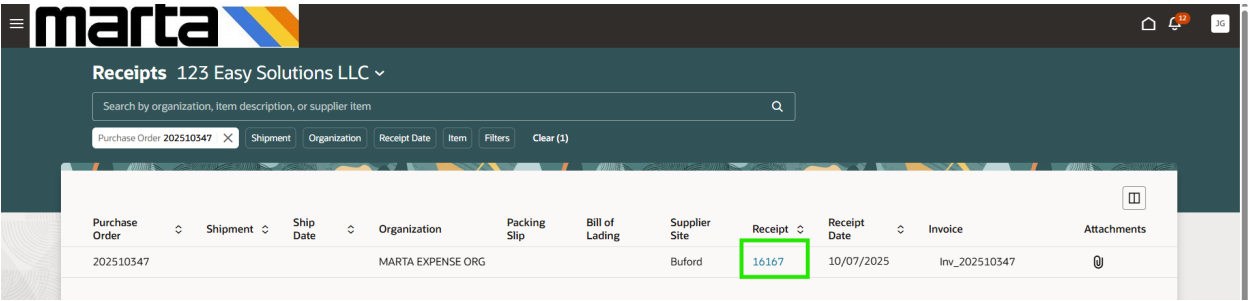 marta
12
JG
Receipts 123 Easy Solutions LLC
Search by organization, item description, or supplier item
Purchase Order 202510347 Shipment Organization Receipt Date Item Filters Clear (1)
Purchase Order Shipment Ship Date Organization Packing Slip Bill of Lading Supplier Site Receipt Receipt Date Invoice Attachments
202510347 MARTA EXPENSE ORG Buford 16167 10/07/2025 Inv_202510347